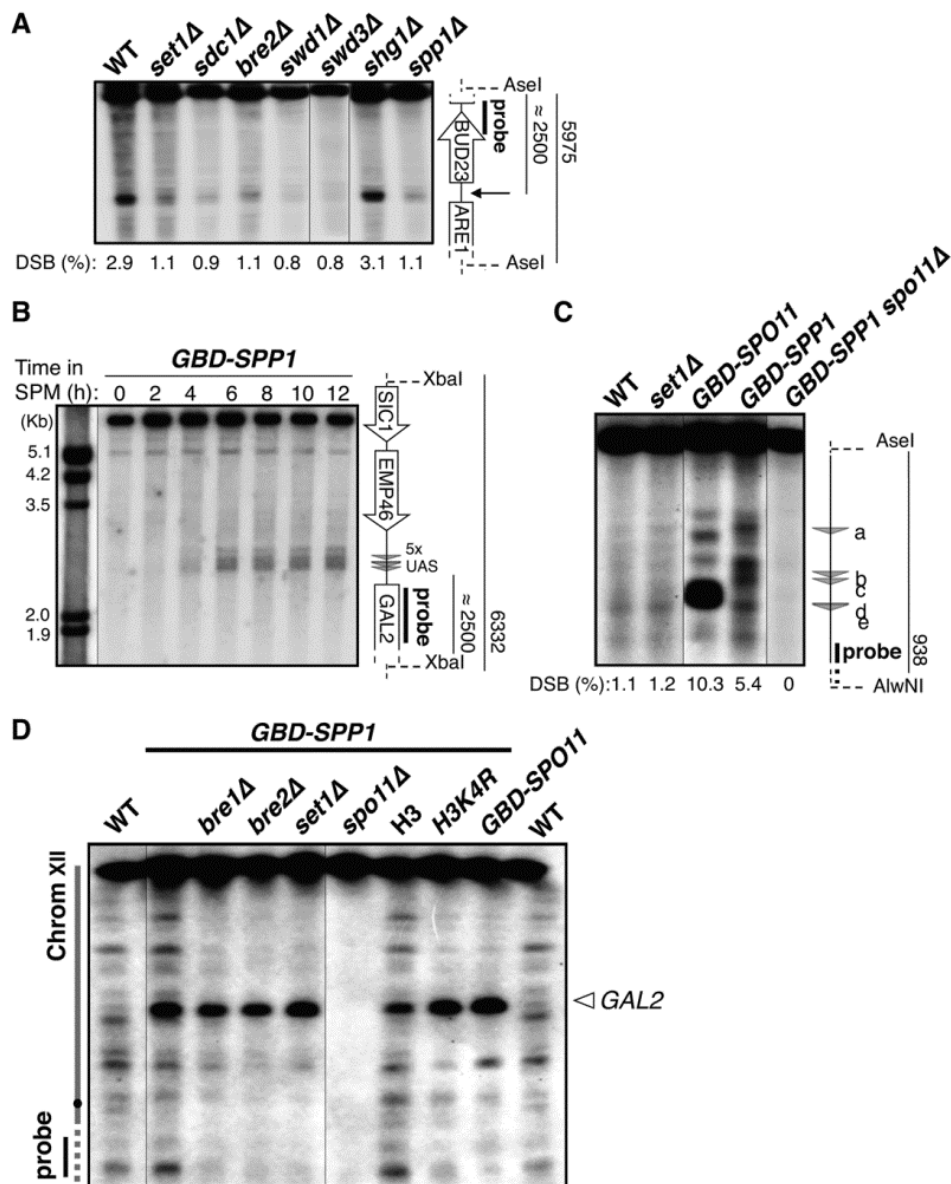 A
WT set1Δ sdc1Δ bre2Δ swd1Δ swd3Δ shg1Δ spp1Δ
AseI
probe
BUD23
≈ 2500
5975
ARE1
AseI
DSB (%): 2.9 1.1 0.9 1.1 0.8 0.8 3.1 1.1
B
GBD-SPP1
Time in
SPM (h): 0 2 4 6 8 10 12
(Kb)
5.1
4.2
3.5
2.0
1.9
XbaI
SIC1
EMP46
5x
UAS
GAL2
probe
≈ 2500
6332
XbaI
C
WT set1Δ GBD-SPO11 GBD-SPP1 GBD-SPP1 spo11Δ
AseI
a
b
c
d
e
probe
938
AlwNI
DSB (%):1.1 1.2 10.3 5.4 0
D
GBD-SPP1
WT bre1Δ bre2Δ set1Δ spo11Δ H3 H3K4R GBD-SPO11 WT
Chrom XII
GAL2
probe